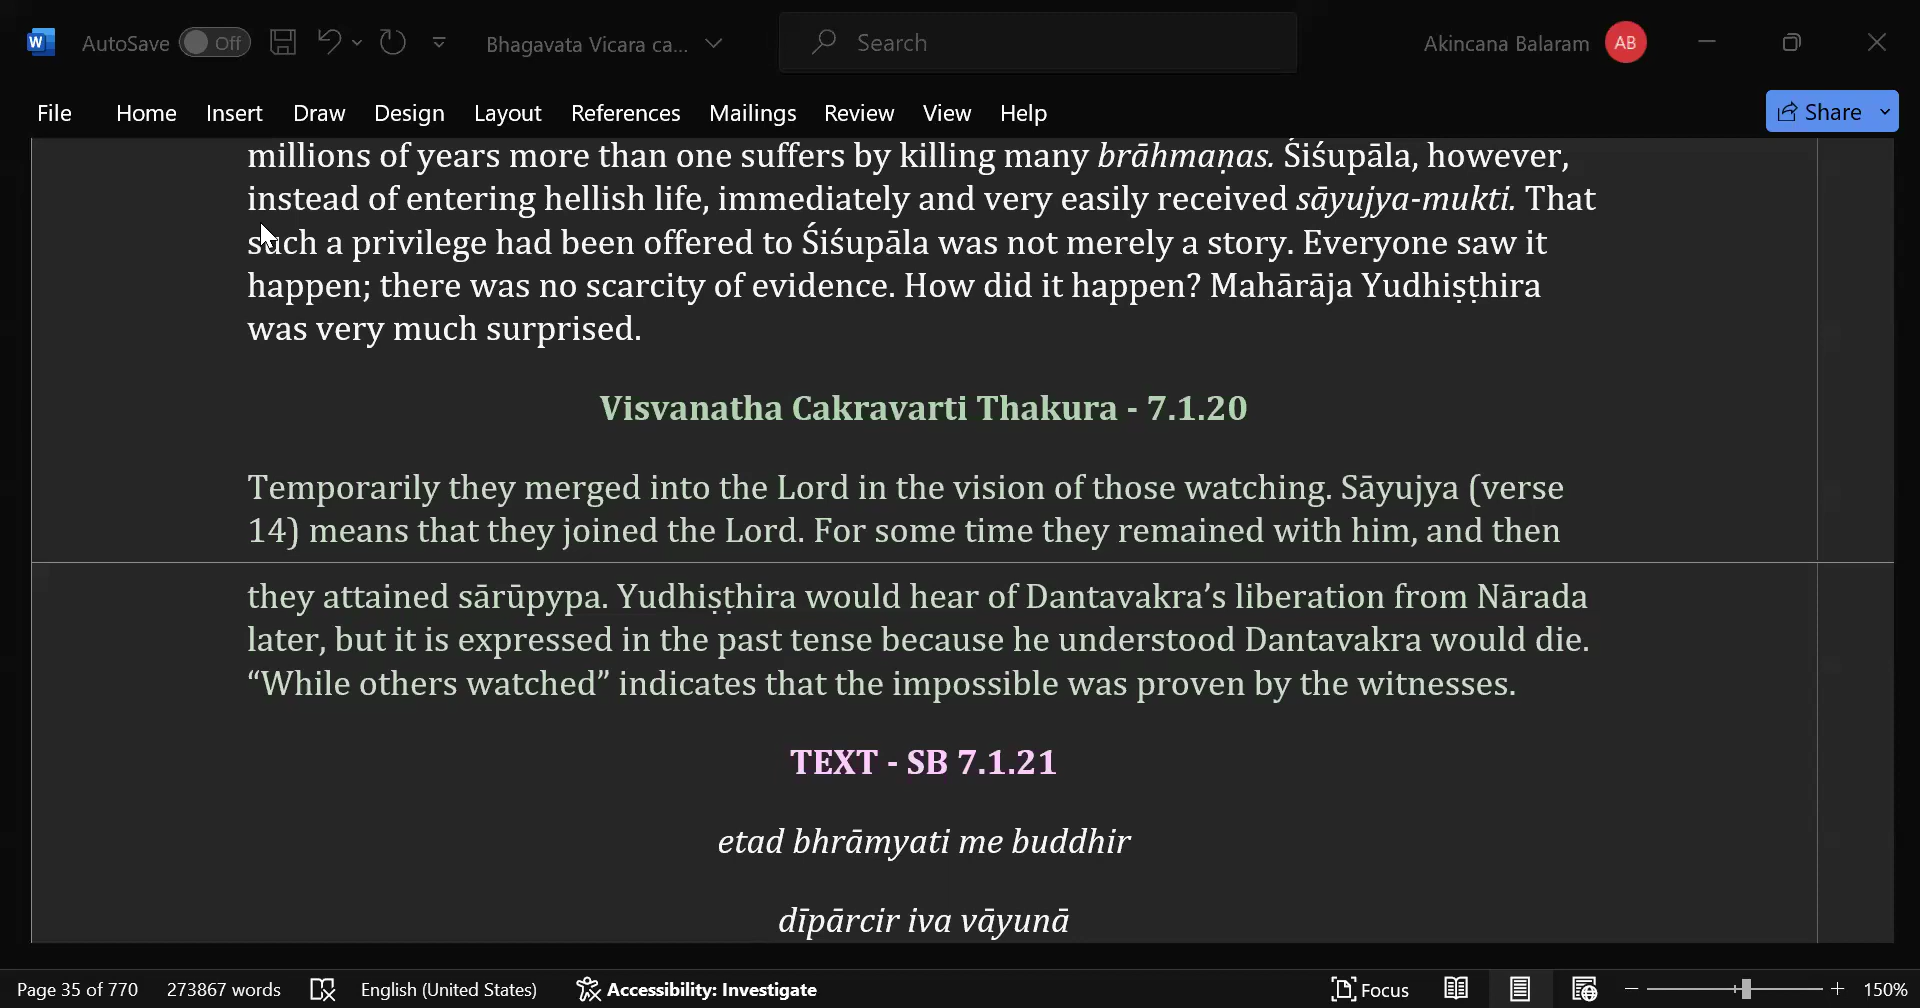 W AutoSave Off Bhagavata Vicara ca... Search Akincana Balaram AB
File Home Insert Draw Design Layout References Mailings Review View Help Share
millions of years more than one suffers by killing many brāhmaṇas. Śiśupāla, however,
instead of entering hellish life, immediately and very easily received sāyujya-mukti. That
such a privilege had been offered to Śiśupāla was not merely a story. Everyone saw it
happen; there was no scarcity of evidence. How did it happen? Mahārāja Yudhiṣṭhira
was very much surprised.
Visvanatha Cakravarti Thakura - 7.1.20
Temporarily they merged into the Lord in the vision of those watching. Sāyujya (verse
14) means that they joined the Lord. For some time they remained with him, and then
they attained sārūpypa. Yudhiṣṭhira would hear of Dantavakra’s liberation from Nārada
later, but it is expressed in the past tense because he understood Dantavakra would die.
“While others watched” indicates that the impossible was proven by the witnesses.
TEXT - SB 7.1.21
etad bhrāmyati me buddhir
dīpārcir iva vāyunā
Page 35 of 770 273867 words English (United States) Accessibility: Investigate Focus 150%